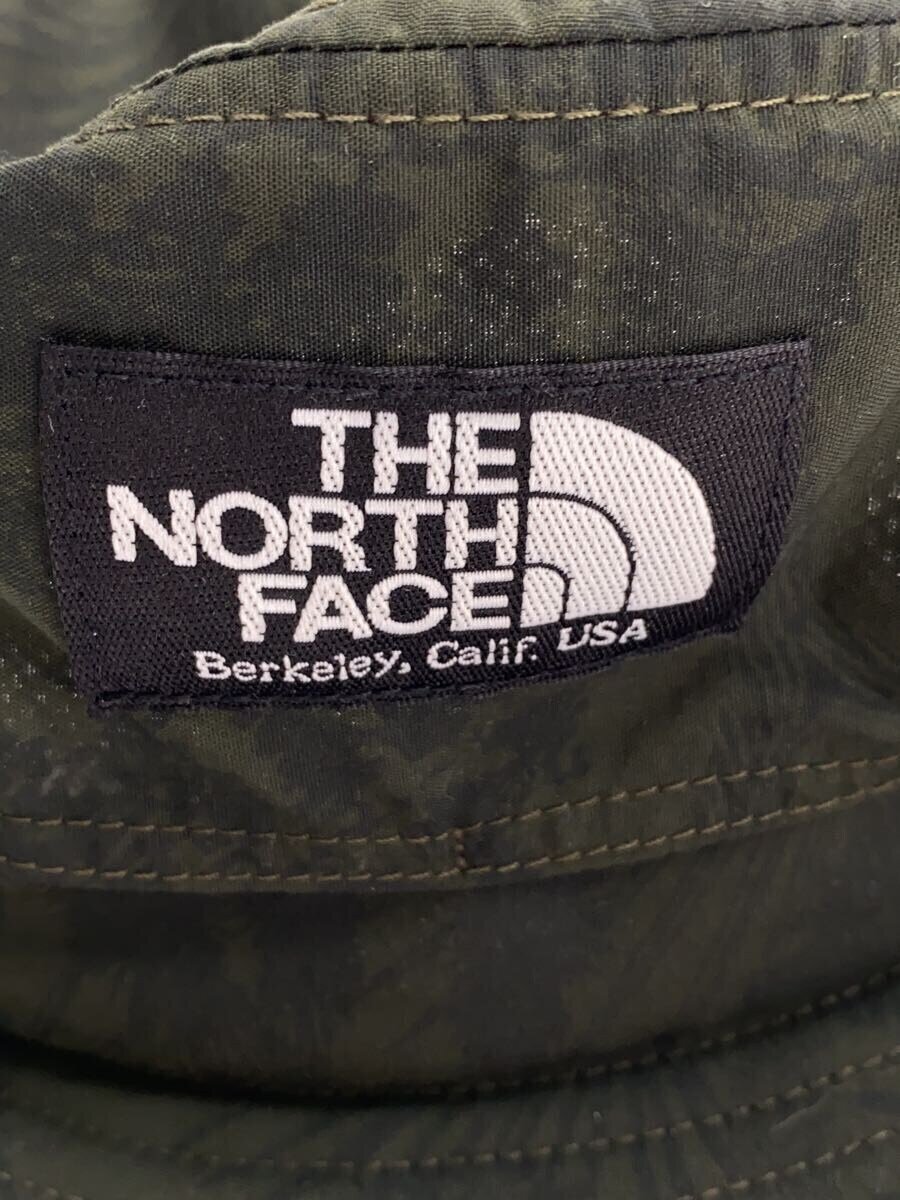 THE
NORTH
FACE
Berkeley, Calif. USA